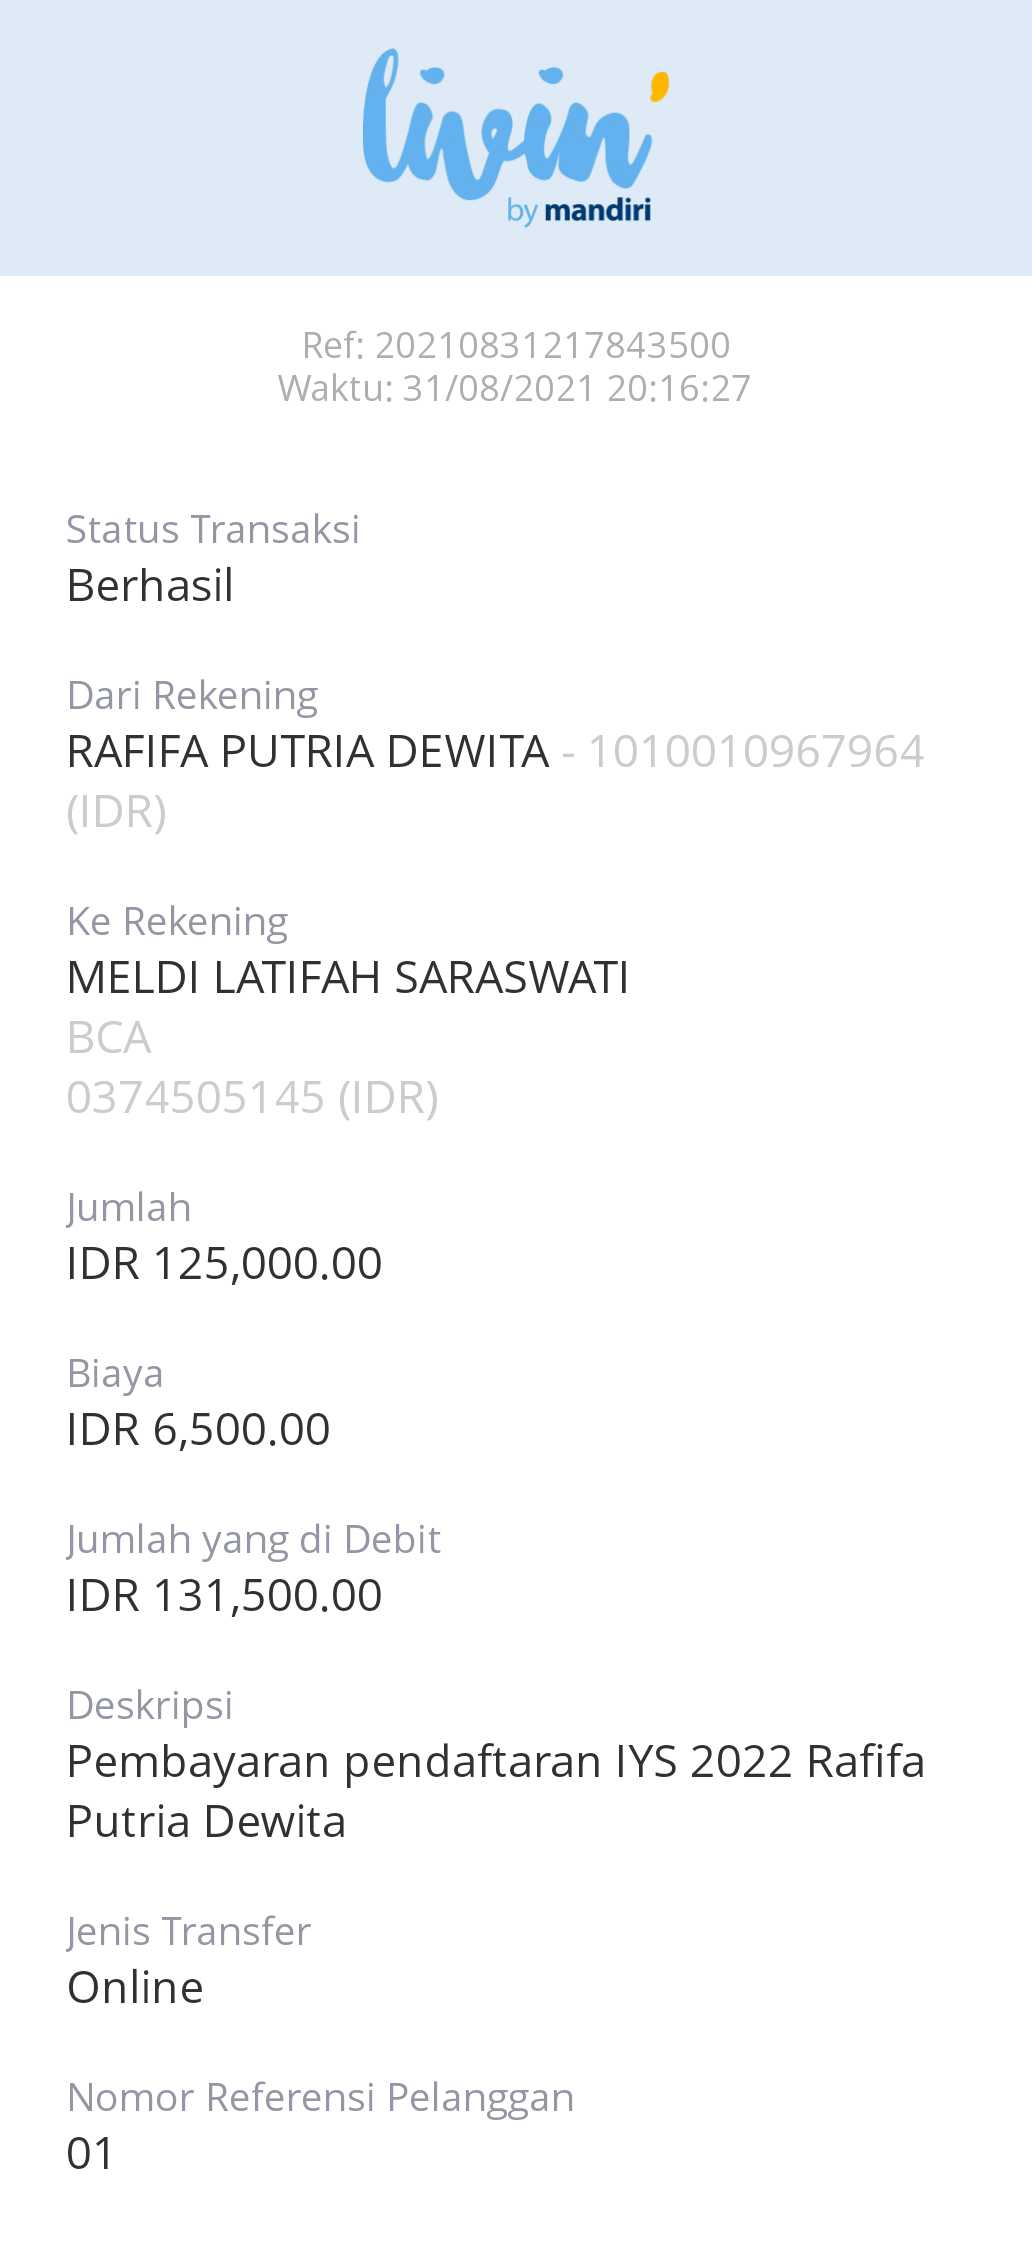 livin'
by mandiri
Ref: 20210831217843500
Waktu: 31/08/2021 20:16:27
Status Transaksi
Berhasil
Dari Rekening
RAFIFA PUTRIA DEWITA - 1010010967964
(IDR)
Ke Rekening
MELDI LATIFAH SARASWATI
BCA
0374505145 (IDR)
Jumlah
IDR 125,000.00
Biaya
IDR 6,500.00
Jumlah yang di Debit
IDR 131,500.00
Deskripsi
Pembayaran pendaftaran IYS 2022 Rafifa
Putria Dewita
Jenis Transfer
Online
Nomor Referensi Pelanggan
01